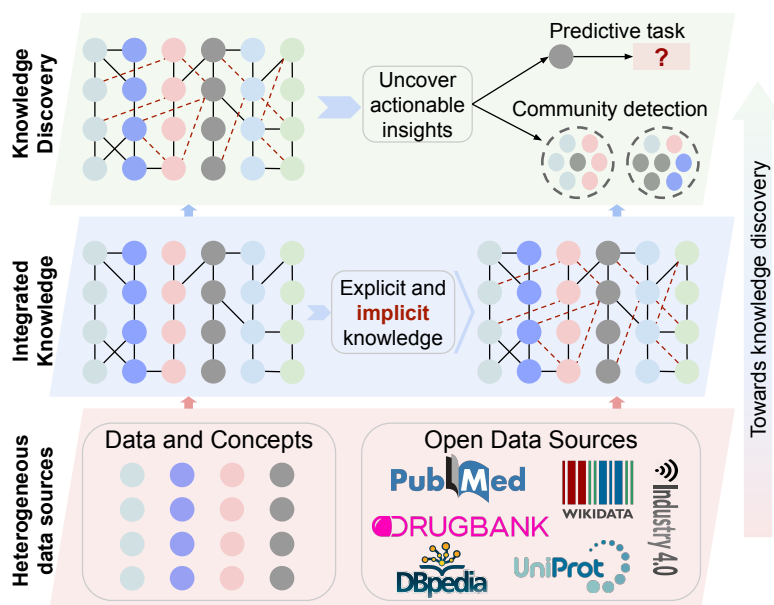 Knowledge
Discovery
Uncover
actionable
insights
Predictive task
?
Community detection
Integrated
Knowledge
Explicit and
implicit
knowledge
Heterogeneous
data sources
Data and Concepts
Open Data Sources
PubMed
WIKIDATA
Industry 4.0
DRUGBANK
DBpedia
UniProt
Towards knowledge discovery